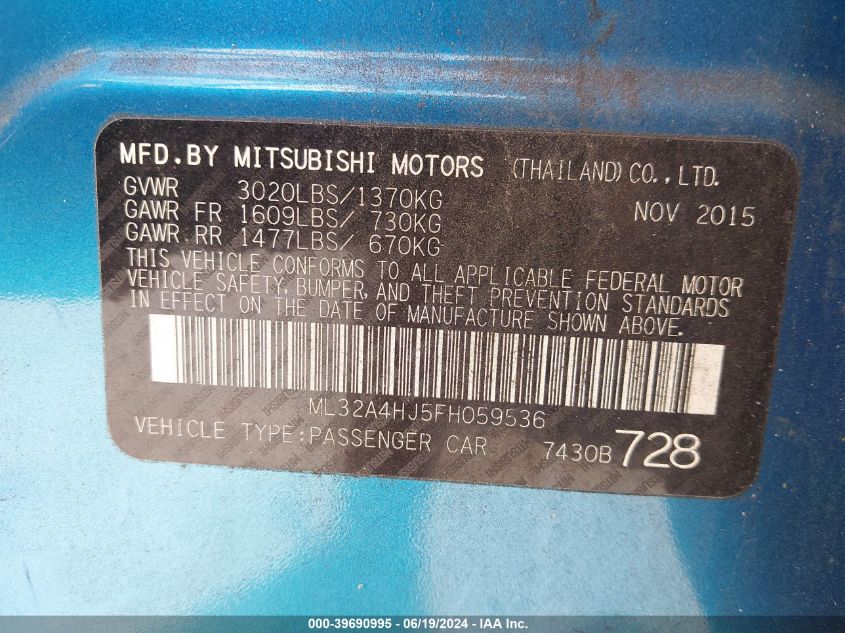 MFD.BY MITSUBISHI MOTORS (THAILAND) CO., LTD.
GVWR 3020LBS/1370KG NOV 2015
GAWR FR 1609LBS/ 730KG
GAWR RR 1477LBS/ 670KG
THIS VEHICLE CONFORMS TO ALL APPLICABLE FEDERAL MOTOR
VEHICLE SAFETY, BUMPER, AND THEFT PREVENTION STANDARDS
IN EFFECT ON THE DATE OF MANUFACTURE SHOWN ABOVE.
ML32A4HJ5FH059536
VEHICLE TYPE:PASSENGER CAR 7430B 728
000-39690995 - 06/19/2024 - IAA, Inc.